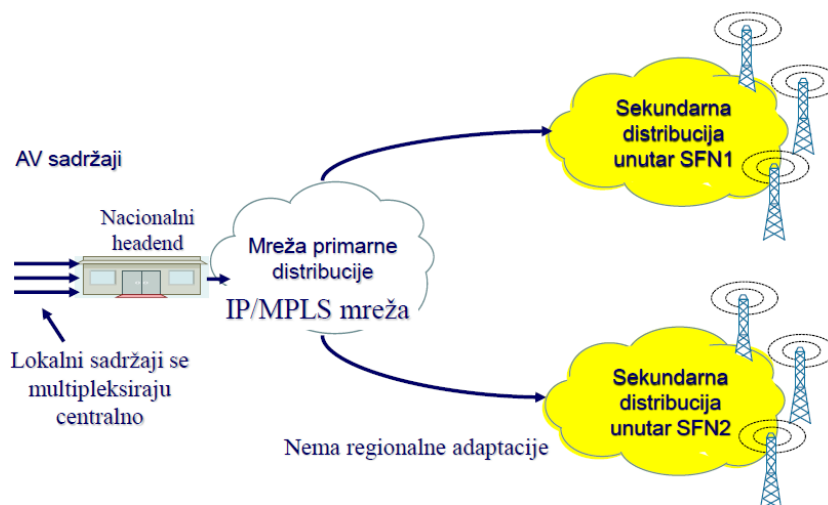 AV sadržaji
Nacionalni
headend
Lokalni sadržaji se
multipleksiraju
centralno
Mreža primarne
distribucije
IP/MPLS mreža
Nema regionalne adaptacije
Sekundarna
distribucija
unutar SFN1
Sekundarna
distribucija
unutar SFN2